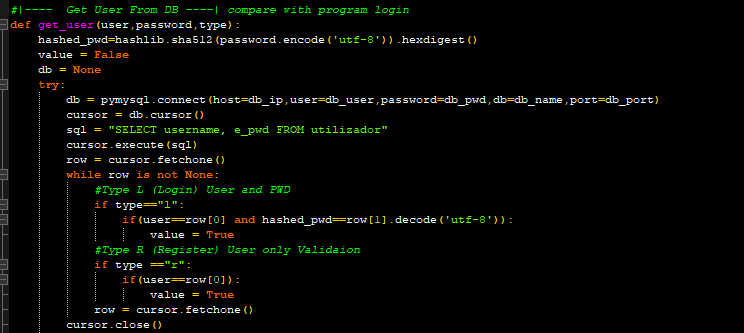 #|----  Get User From DB ----| compare with program login
def get_user(user,password,type):
    hashed_pwd=hashlib.sha512(password.encode('utf-8')).hexdigest()
    value = False
    db = None
    try:
        db = pymysql.connect(host=db_ip,user=db_user,password=db_pwd,db=db_name,port=db_port)
        cursor = db.cursor()
        sql = "SELECT username, e_pwd FROM utilizador"
        cursor.execute(sql)
        row = cursor.fetchone()
        while row is not None:
            #Type L (Login) User and PWD
            if type=="l":
                if(user==row[0] and hashed_pwd==row[1].decode('utf-8')):
                    value = True
            #Type R (Register) User only Validaion
            if type =="r":
                if(user==row[0]):
                    value = True
            row = cursor.fetchone()
        cursor.close()